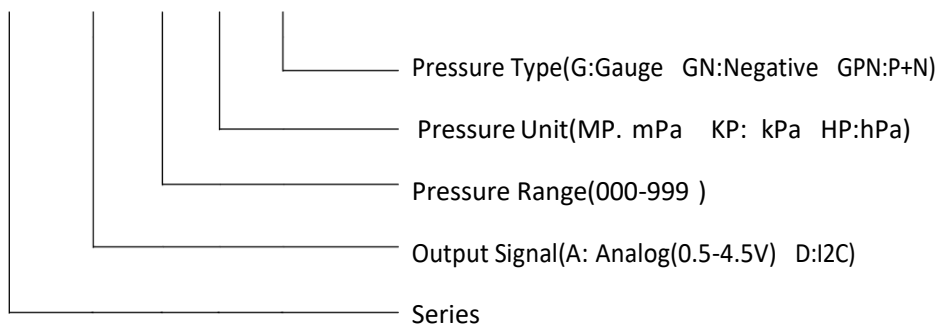 Pressure Type(G:Gauge GN:Negative GPN:P+N)
Pressure Unit(MP. mPa KP: kPa HP:hPa)
Pressure Range(000-999 )
Output Signal(A: Analog(0.5-4.5V) D:I2C)
Series